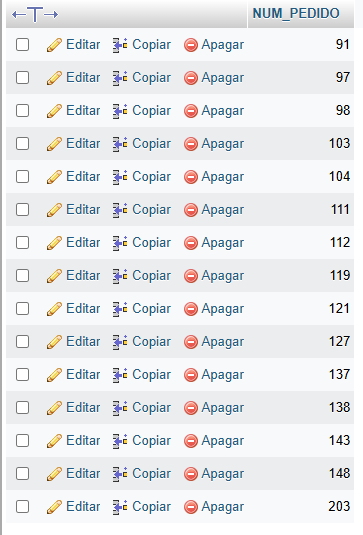 NUM_PEDIDO
Editar Copiar Apagar 91
Editar Copiar Apagar 97
Editar Copiar Apagar 98
Editar Copiar Apagar 103
Editar Copiar Apagar 104
Editar Copiar Apagar 111
Editar Copiar Apagar 112
Editar Copiar Apagar 119
Editar Copiar Apagar 121
Editar Copiar Apagar 127
Editar Copiar Apagar 137
Editar Copiar Apagar 138
Editar Copiar Apagar 143
Editar Copiar Apagar 148
Editar Copiar Apagar 203